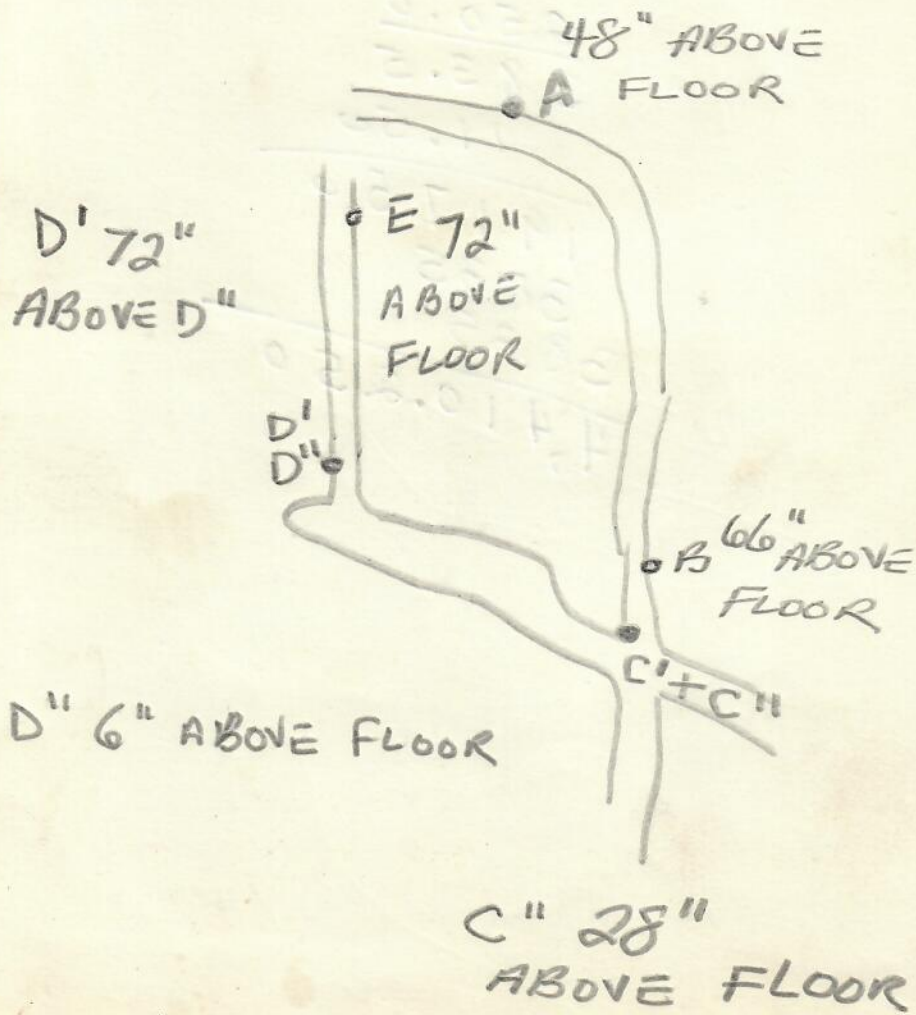 48" ABOVE
A FLOOR
D' 72"
ABOVE D"
E 72"
ABOVE
FLOOR
D'
D"
B 66" ABOVE
FLOOR
C' + C"
D" 6" ABOVE FLOOR
C" 28"
ABOVE FLOOR